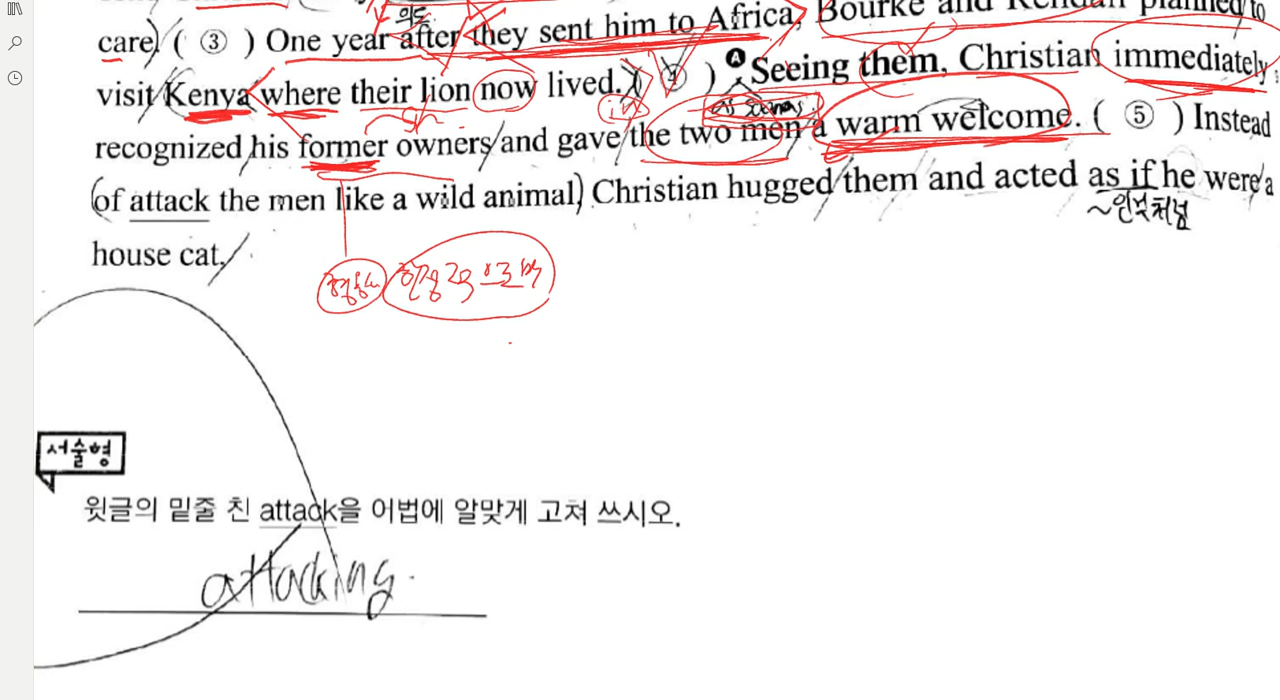 after they sent him to Africa, Bourke and planned to
care. ( ③ ) One year
visit Kenya where their lion now lived. ( ④ ) Ⓐ Seeing them, Christian immediately
recognized his former owners and gave the two men a warm welcome. ( ⑤ ) Instead
of attack the men like a wild animal, Christian hugged them and acted as if he were a
~인것처럼
house cat.
서술형
윗글의 밑줄 친 attack을 어법에 알맞게 고쳐 쓰시오.
attacking.